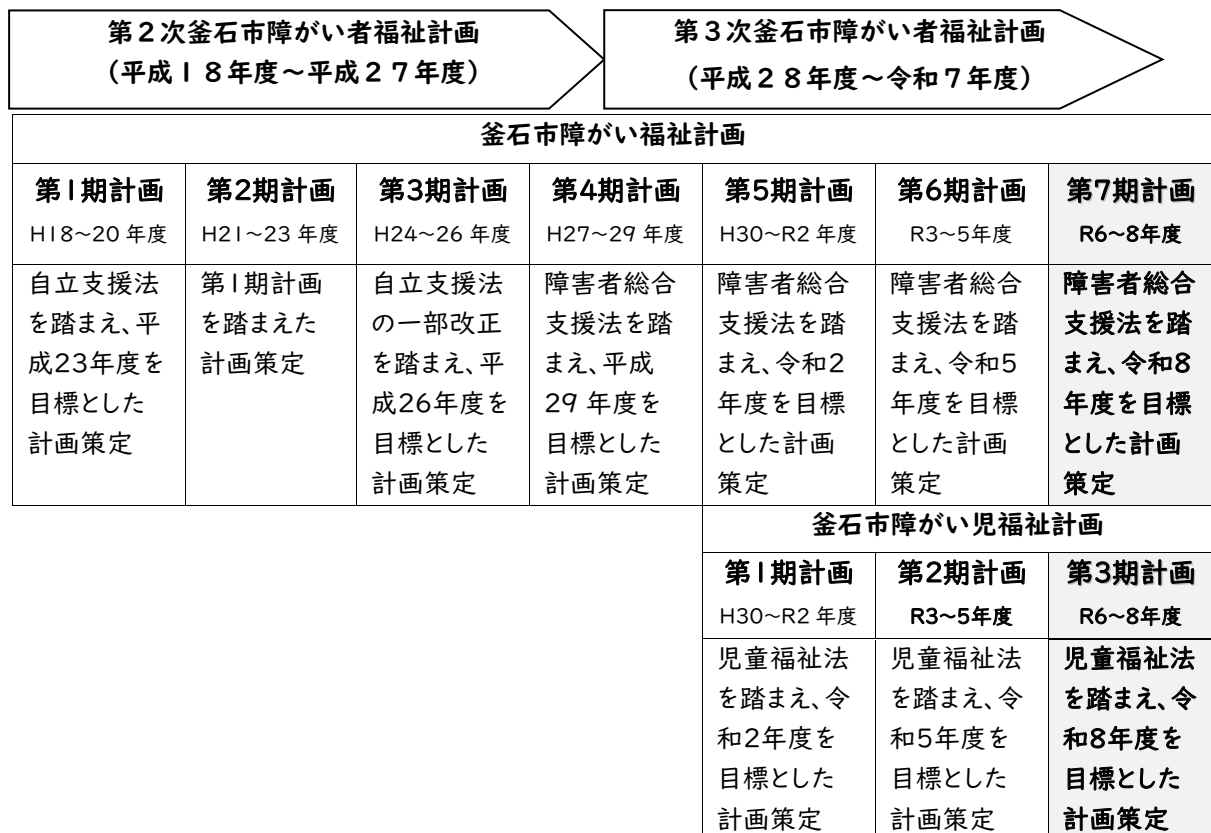 第2次釜石市障がい者福祉計画
(平成18年度~平成27年度)
第3次釜石市障がい者福祉計画
(平成28年度~令和7年度)
釜石市障がい福祉計画
第1期計画
H18~20 年度
第2期計画
H21~23 年度
第3期計画
H24~26 年度
第4期計画
H27~29 年度
第5期計画
H30~R2 年度
第6期計画
R3~5年度
第7期計画
R6~8年度
自立支援法
を踏まえ、平
成23年度を
目標とした
計画策定
第1期計画
を踏まえた
計画策定
自立支援法
の一部改正
を踏まえ、平
成26年度を
目標とした
計画策定
障害者総合
支援法を踏
まえ、平成
29 年度を
目標とした
計画策定
障害者総合
支援法を踏
まえ、令和2
年度を目標
とした計画
策定
障害者総合
支援法を踏
まえ、令和5
年度を目標
とした計画
策定
障害者総合
支援法を踏
まえ、令和8
年度を目標
とした計画
策定
釜石市障がい児福祉計画
第1期計画
H30~R2 年度
第2期計画
R3~5年度
第3期計画
R6~8年度
児童福祉法
を踏まえ、令
和2年度を
目標とした
計画策定
児童福祉法
を踏まえ、令
和5年度を
目標とした
計画策定
児童福祉法
を踏まえ、令
和8年度を
目標とした
計画策定